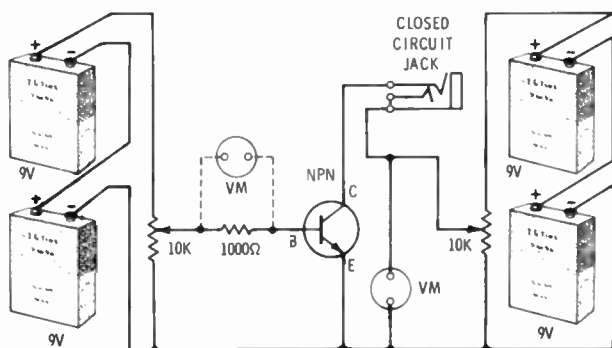 CLOSED
CIRCUIT
JACK
+ −
+ −
9V
9V
VM
NPN
C
B
E
10K
1000Ω
VM
10K
+ −
+ −
9V
9V